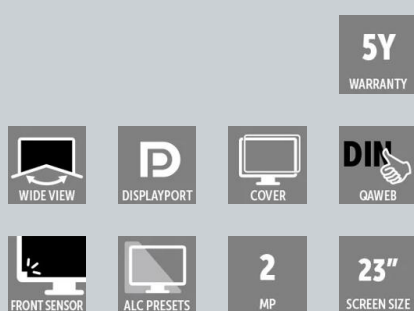 5Y
WARRANTY
WIDE VIEW
DISPLAYPORT
COVER
DIN
QAWEB
FRONT SENSOR
ALC PRESETS
2
MP
23"
SCREEN SIZE